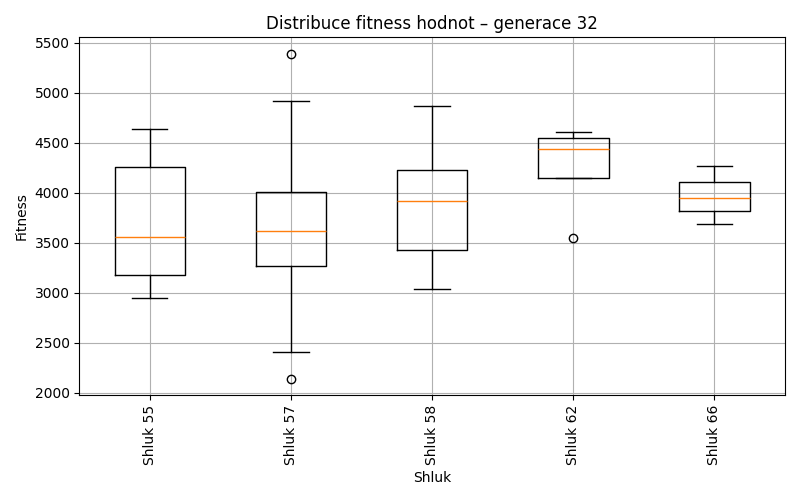 Distribuce fitness hodnot – generace 32
Fitness
5500
5000
4500
4000
3500
3000
2500
2000
Shluk 55
Shluk 57
Shluk 58
Shluk 62
Shluk 66
Shluk